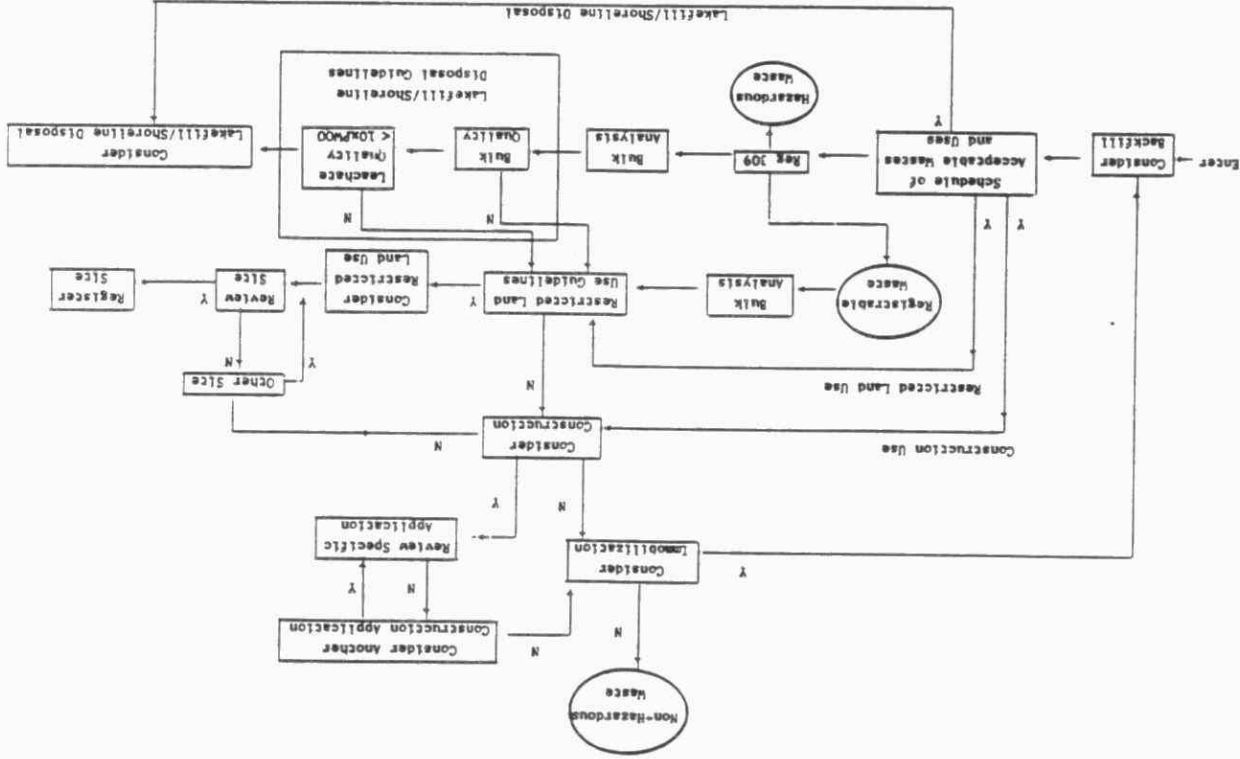 Non-Hazardous
Waste
N
N
Consider Another
Construction Application
N
Y
Y
Consider
Immobilization
Review Specific
Application
N
Y
Construction Use
Consider
Construction
N
Restricted Land Use
N
Other Site
N
Y
Registrable
Waste
Bulk
Analysis
Restricted Land
Use Guidelines
Y
Consider
Restricted
Land Use
Site
Review
Y
Register
Site
Y
Y
N
N
Enter
Consider
Backfill
Schedule of
Acceptable Wastes
and Uses
Reg 309
Bulk
Analysis
Bulk
Quality
Leachate
Quality
< 10xPWQO
Consider
Lakefill/Shoreline Disposal
Y
Hazardous
Waste
Lakefill/Shoreline
Disposal Guidelines
Lakefill/Shoreline Disposal